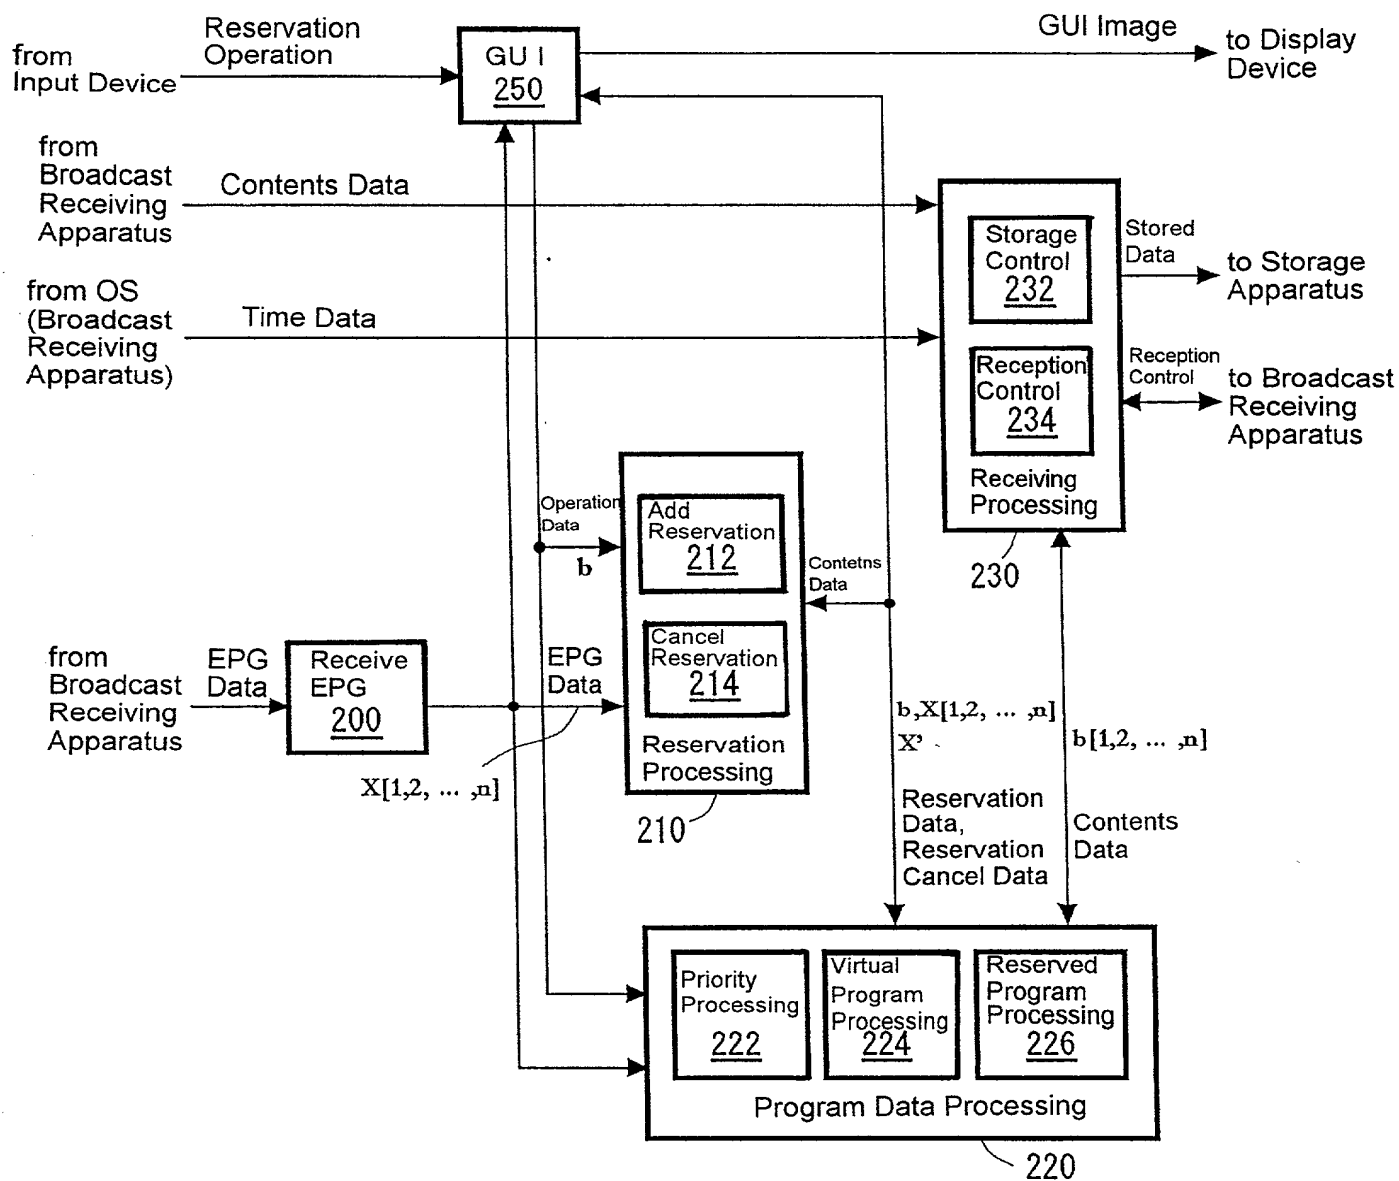 Reservation
Operation
from
Input Device
GUI
250
GUI Image
to Display
Device
from
Broadcast
Receiving
Apparatus
Contents Data
from OS
(Broadcast
Receiving
Apparatus)
Time Data
Storage
Control
232
Reception
Control
234
Receiving
Processing
230
Stored
Data
to Storage
Apparatus
Reception
Control
to Broadcast
Receiving
Apparatus
Operation
Data
b
Add
Reservation
212
Cancel
Reservation
214
Reservation
Processing
210
Contetns
Data
from
Broadcast
Receiving
Apparatus
EPG
Data
Receive
EPG
200
EPG
Data
X[1,2, ... ,n]
b,X[1,2, ... ,n]
X'
b[1,2, ... ,n]
Reservation
Data,
Reservation
Cancel Data
Contents
Data
Priority
Processing
222
Virtual
Program
Processing
224
Reserved
Program
Processing
226
Program Data Processing
220